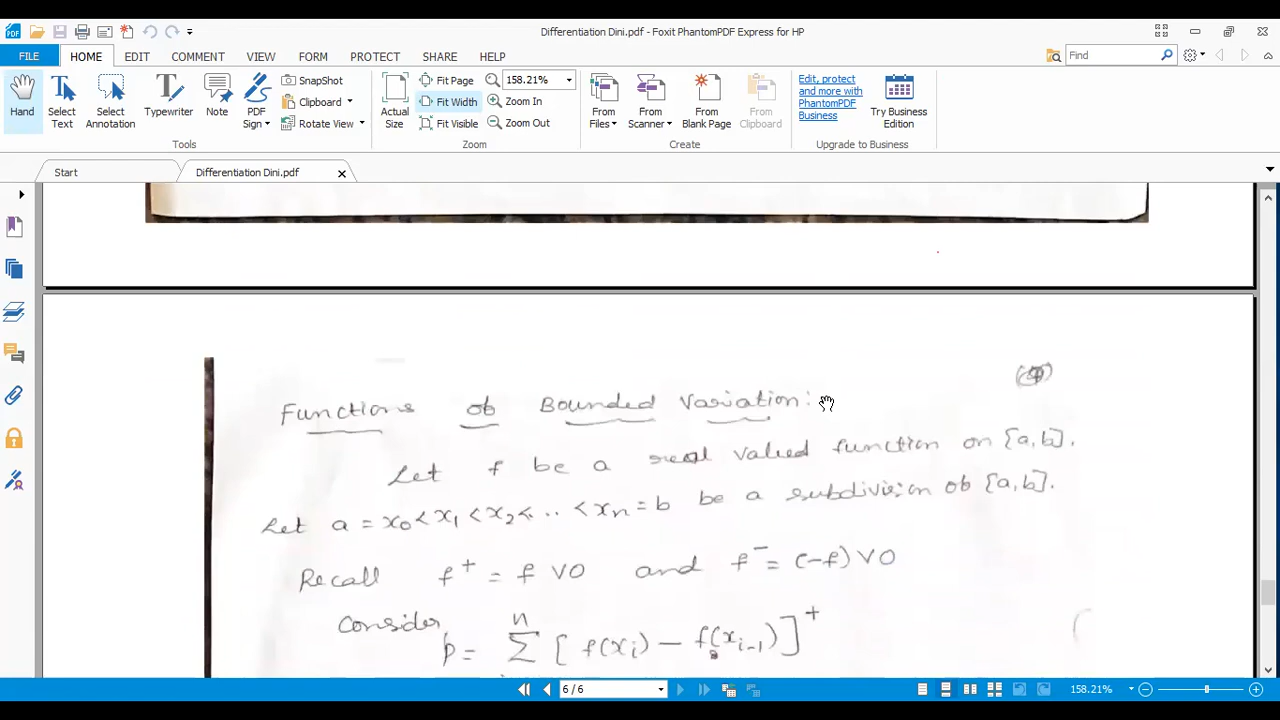 Differentiation Dini.pdf - Foxit PhantomPDF Express for HP
FILE HOME EDIT COMMENT VIEW FORM PROTECT SHARE HELP Find
Hand Select Text Select Annotation Typewriter Note PDF Sign SnapShot Clipboard Rotate View
Actual Size Fit Page Fit Width Fit Visible 158.21% Zoom In Zoom Out
From Files From Scanner From Blank Page From Clipboard
Edit, protect and more with PhantomPDF Business Try Business Edition
Tools Zoom Create Upgrade to Business
Start Differentiation Dini.pdf
Functions of Bounded Variation:
Let f be a real valued function on [a,b].
Let a = x₀ < x₁ < x₂ < .. < xₙ = b be a subdivision of [a,b].
Recall f⁺ = f ∨ 0 and f⁻ = (-f) ∨ 0
Consider
p = n ∑ [ f(xᵢ) — f(xᵢ₋₁) ]⁺
6 / 6 158.21%